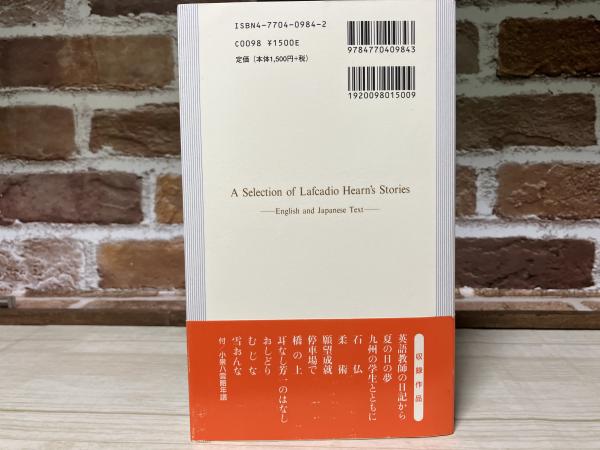 ISBN4-7704-0984-2
C0098 ¥1500E
定価（本体1,500円+税）
9784770409843
1920098015009
A Selection of Lafcadio Hearn's Stories
——English and Japanese Text——
収録作品
英語教師の日記から
夏の日の夢
九州の学生とともに
石仏
柔術
願望成就
停車場で
橋の上
耳なし芳一のはなし
おしどり
むじな
雪おんな
付・小泉八雲略年譜